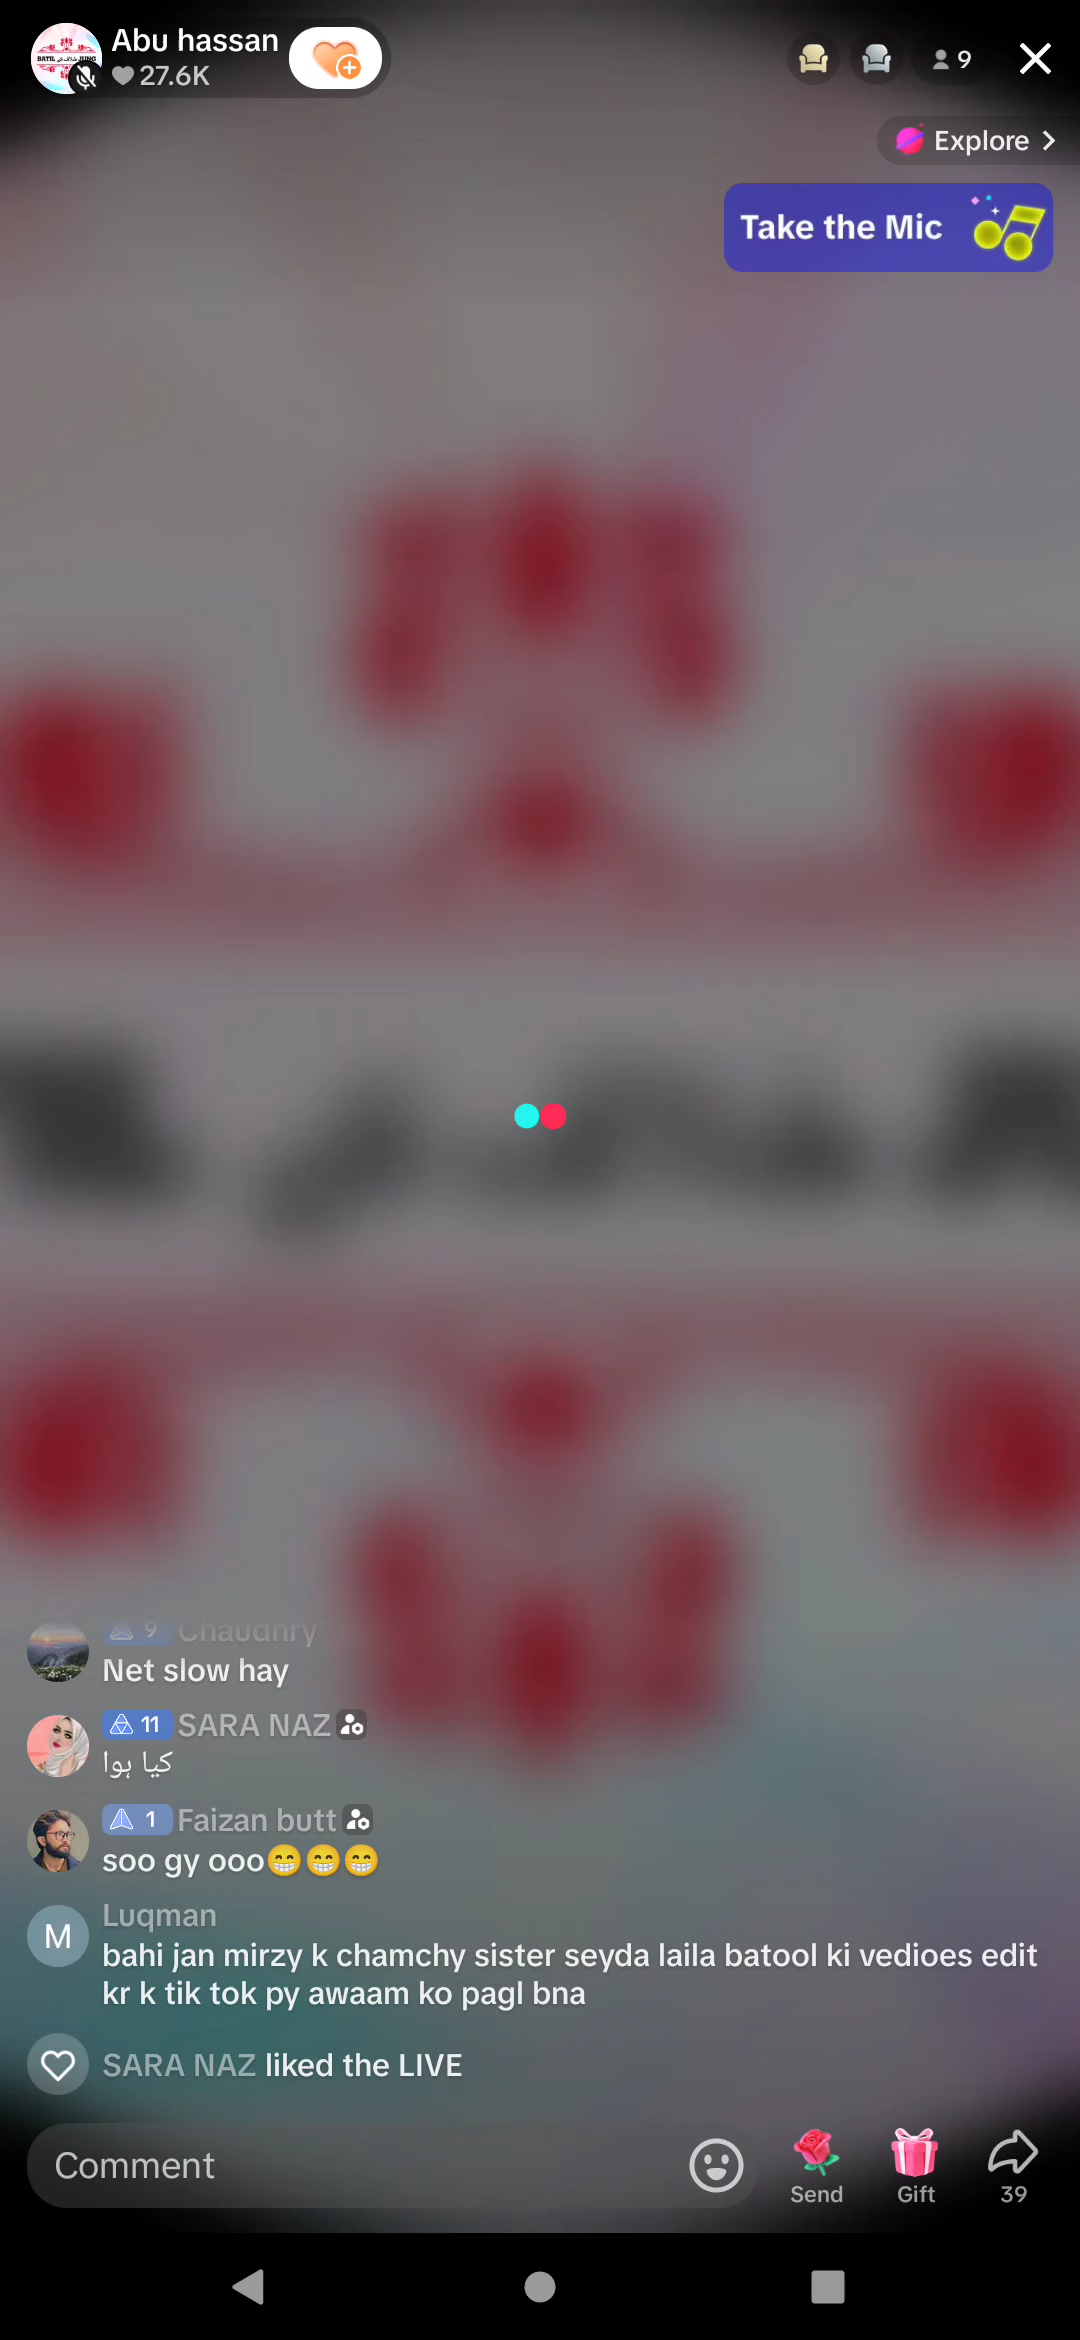 Abu hassan
27.6K
9
Explore
Take the Mic
9 Chaudhry
Net slow hay
11 SARA NAZ
کیا ہوا
1 Faizan butt
soo gy ooo😁😁😁
Luqman
M
bahi jan mirzy k chamchy sister seyda laila batool ki vedioes edit
kr k tik tok py awaam ko pagl bna
SARA NAZ liked the LIVE
Comment
Send
Gift
39